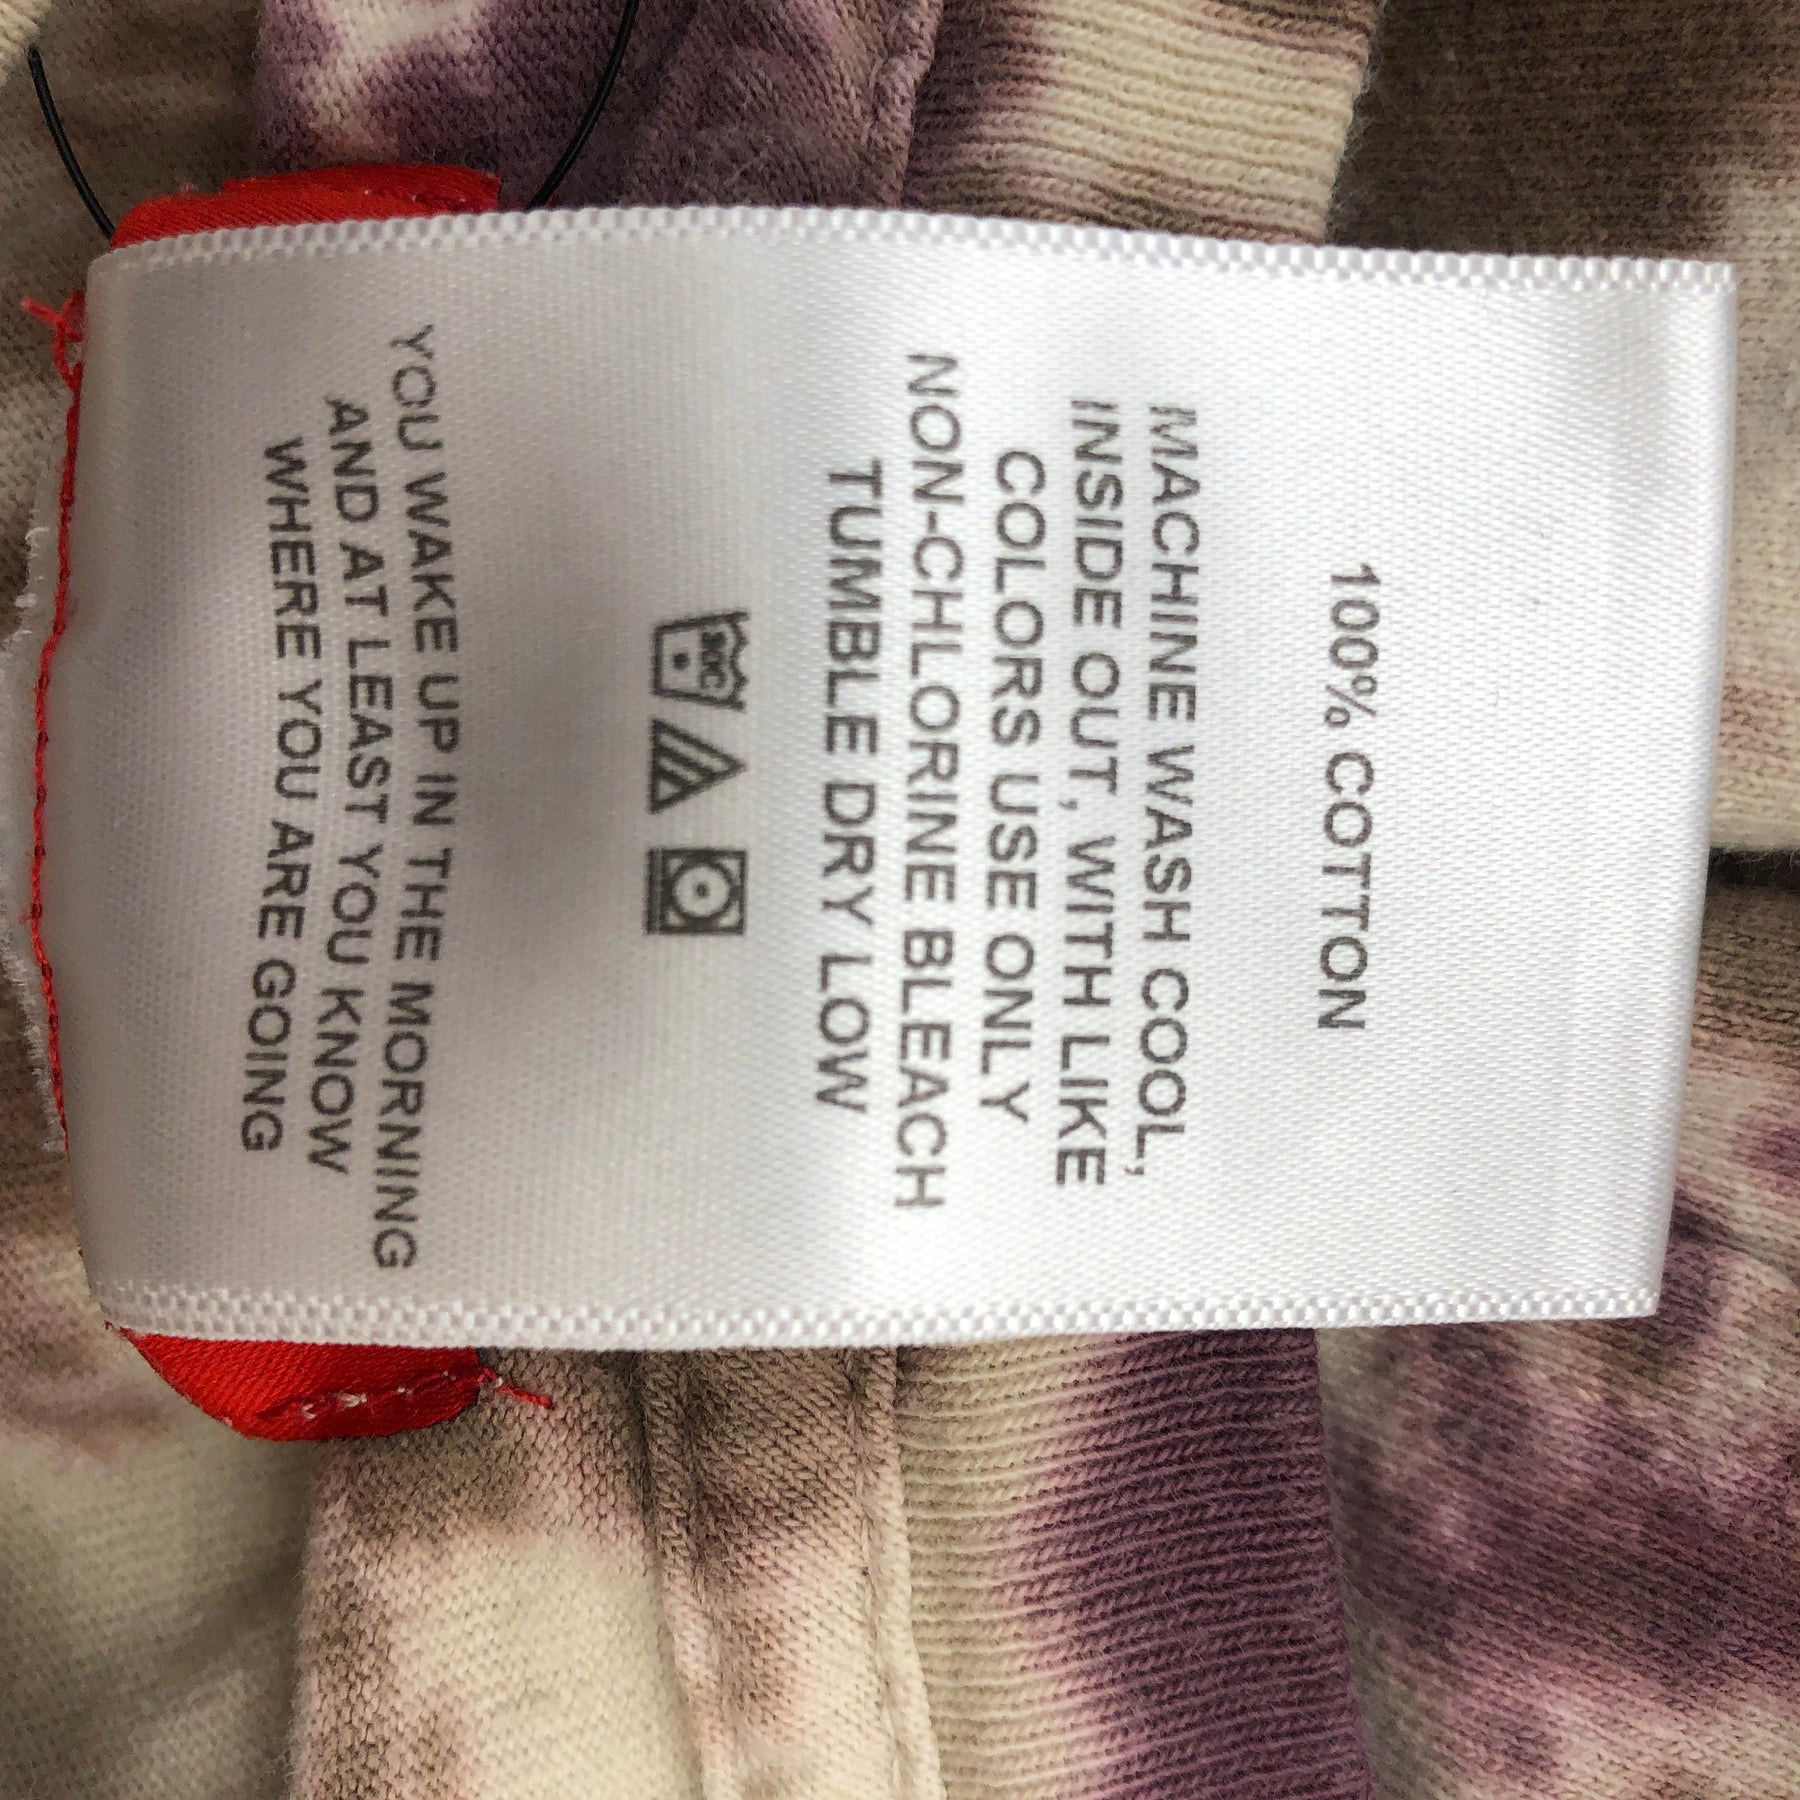 100% COTTON
MACHINE WASH COOL,
INSIDE OUT, WITH LIKE
COLORS USE ONLY
NON-CHLORINE BLEACH
TUMBLE DRY LOW
30C
YOU WAKE UP IN THE MORNING
AND AT LEAST YOU KNOW
WHERE YOU ARE GOING